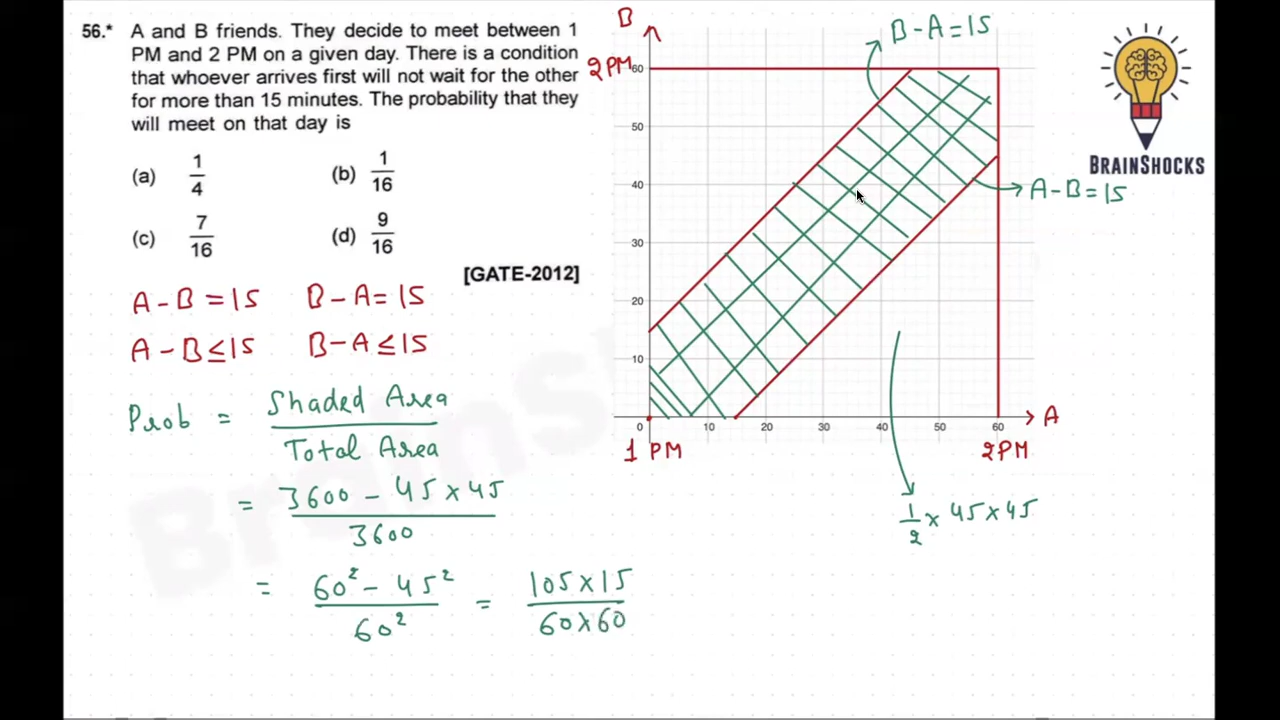 56.* A and B friends. They decide to meet between 1
PM and 2 PM on a given day. There is a condition
that whoever arrives first will not wait for the other
for more than 15 minutes. The probability that they
will meet on that day is
(a) 1/4 (b) 1/16
(c) 7/16 (d) 9/16
[GATE-2012]
A - B = 15 B - A = 15
A - B ≤ 15 B - A ≤ 15
Prob = Shaded Area / Total Area
= 3600 - 45 × 45 / 3600
= 60² - 45² / 60² = 105 × 15 / 60 × 60
B
B - A = 15
2 PM 60
50
40
30
20
10
0 10 20 30 40 50 60
A
1 PM 2 PM
A - B = 15
1/2 × 45 × 45
BRAINSHOCKS
BrainS